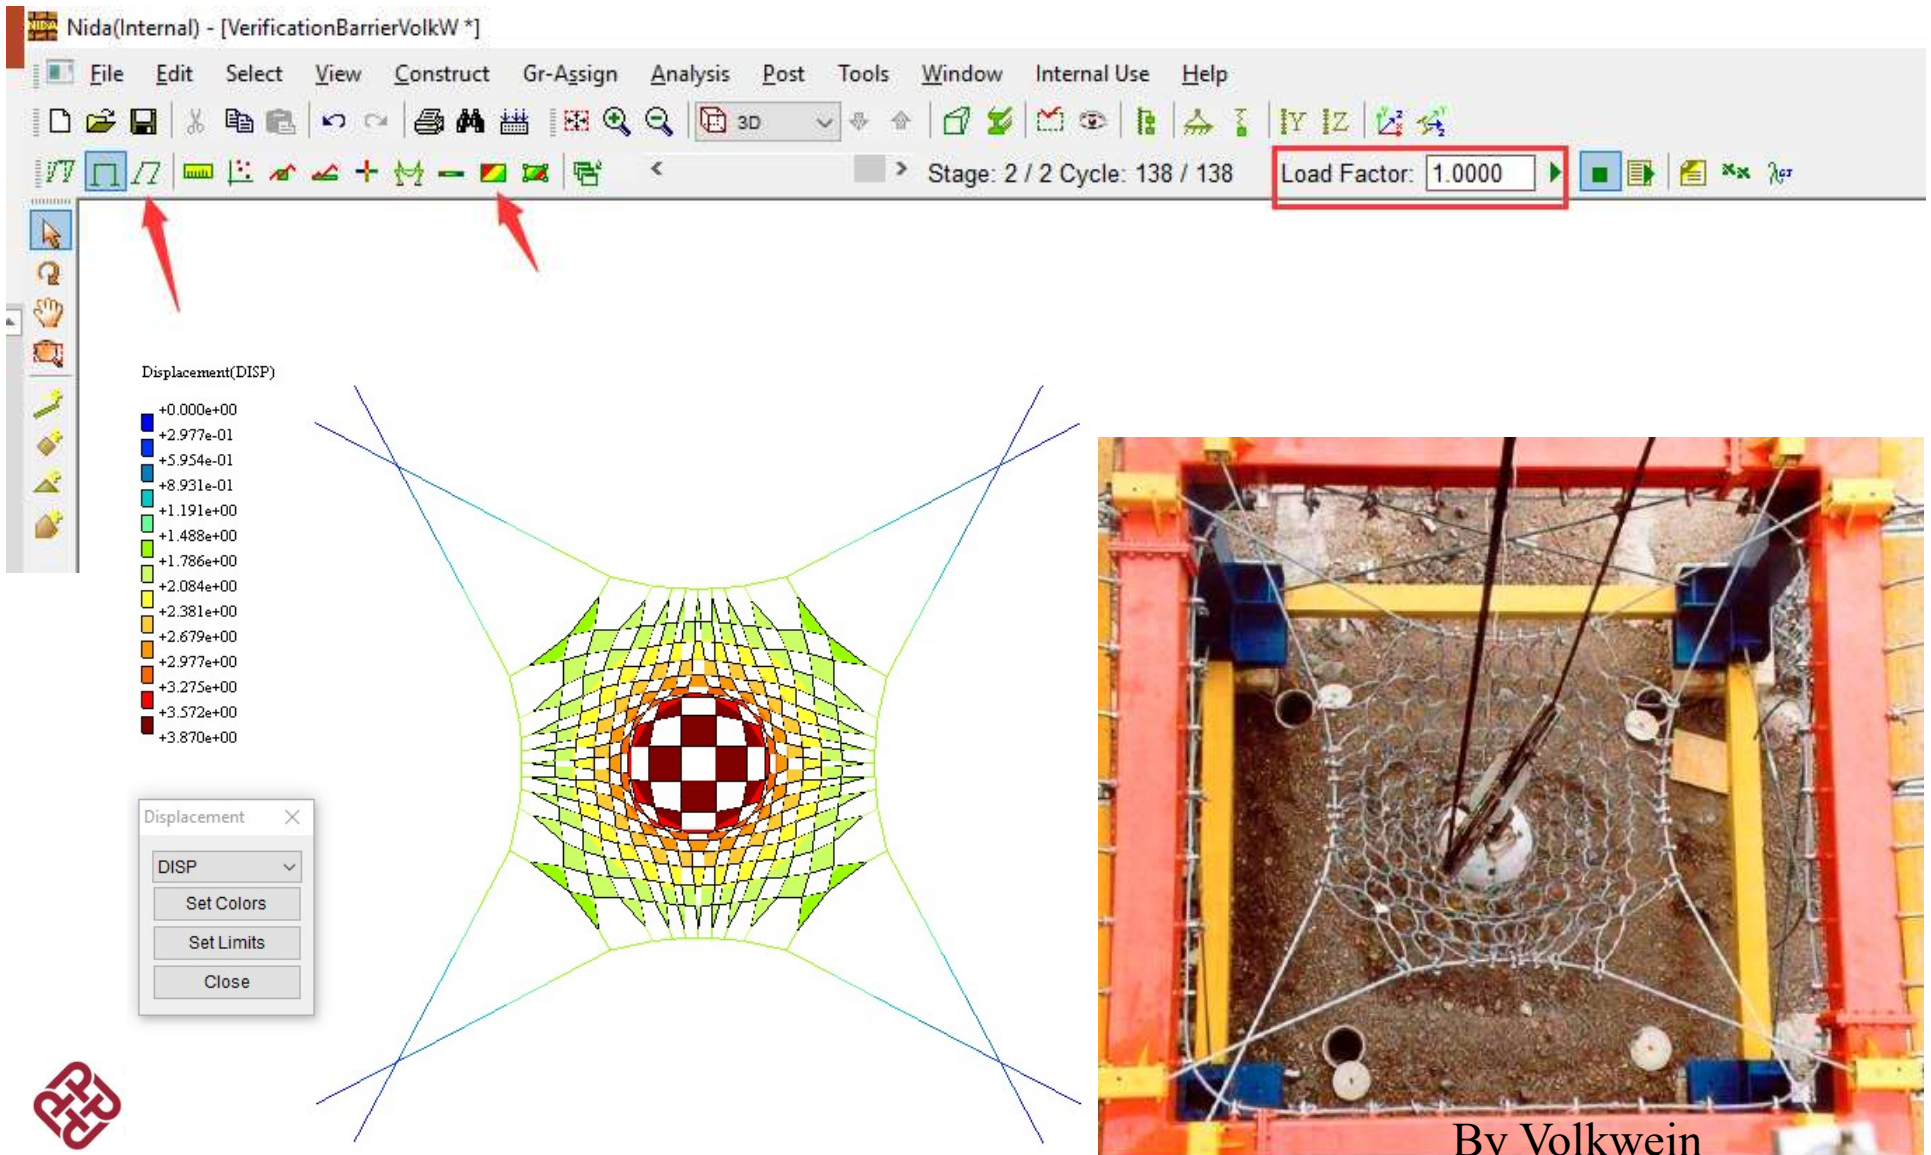 Nida(Internal) - [VerificationBarrierVolkW *]
File Edit Select View Construct Gr-Assign Analysis Post Tools Window Internal Use Help
3D
Stage: 2 / 2 Cycle: 138 / 138 Load Factor: 1.0000
Displacement(DISP)
+0.000e+00
+2.977e-01
+5.954e-01
+8.931e-01
+1.191e+00
+1.488e+00
+1.786e+00
+2.084e+00
+2.381e+00
+2.679e+00
+2.977e+00
+3.275e+00
+3.572e+00
+3.870e+00
Displacement
DISP
Set Colors
Set Limits
Close
By Volkwein